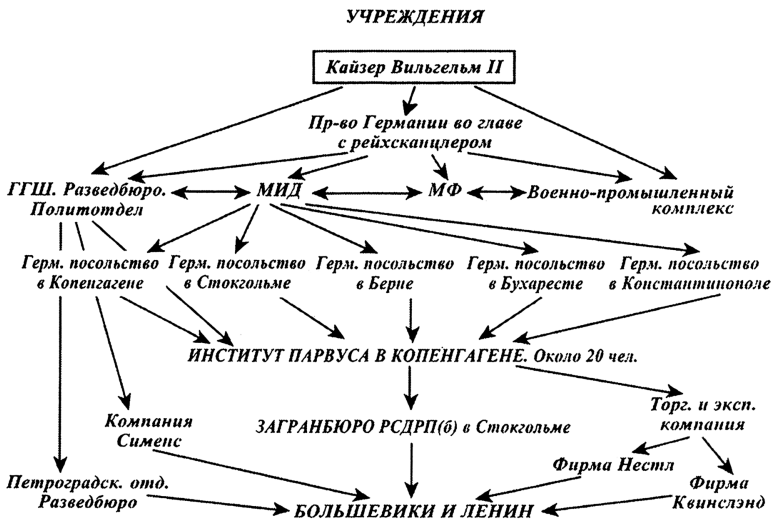 УЧРЕЖДЕНИЯ
Кайзер Вильгельм II
Пр-во Германии во главе
с рейхсканцлером
ГГШ. Разведбюро.
Политотдел
МИД
МФ
Военно-промышленный
комплекс
Герм. посольство
в Копенгагене
Герм. посольство
в Стокгольме
Герм. посольство
в Берне
Герм. посольство
в Бухаресте
Герм. посольство
в Константинополе
ИНСТИТУТ ПАРВУСА В КОПЕНГАГЕНЕ. Около 20 чел.
Компания
Сименс
ЗАГРАНБЮРО РСДРП(б) в Стокгольме
Торг. и эксп.
компания
Фирма Нестл
Фирма
Квинслэнд
Петроградск. отд.
Разведбюро
БОЛЬШЕВИКИ И ЛЕНИН